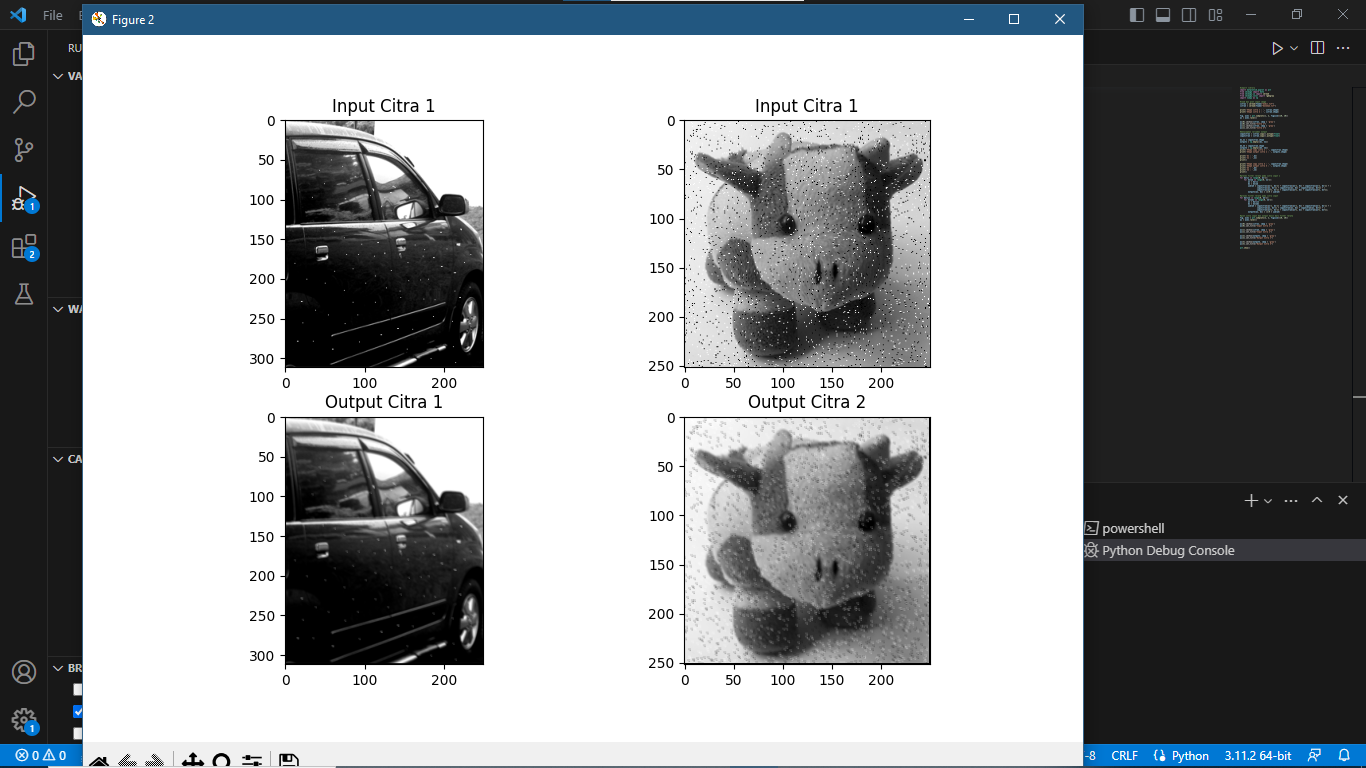 File
Figure 2
RU
VA
WA
CA
BR
1
2
1
Input Citra 1
0
50
100
150
200
250
300
0 100 200
Input Citra 1
0
50
100
150
200
250
0 50 100 150 200
Output Citra 1
0
50
100
150
200
250
300
0 100 200
Output Citra 2
0
50
100
150
200
250
0 50 100 150 200
powershell
Python Debug Console
0 0
-8 CRLF Python 3.11.2 64-bit